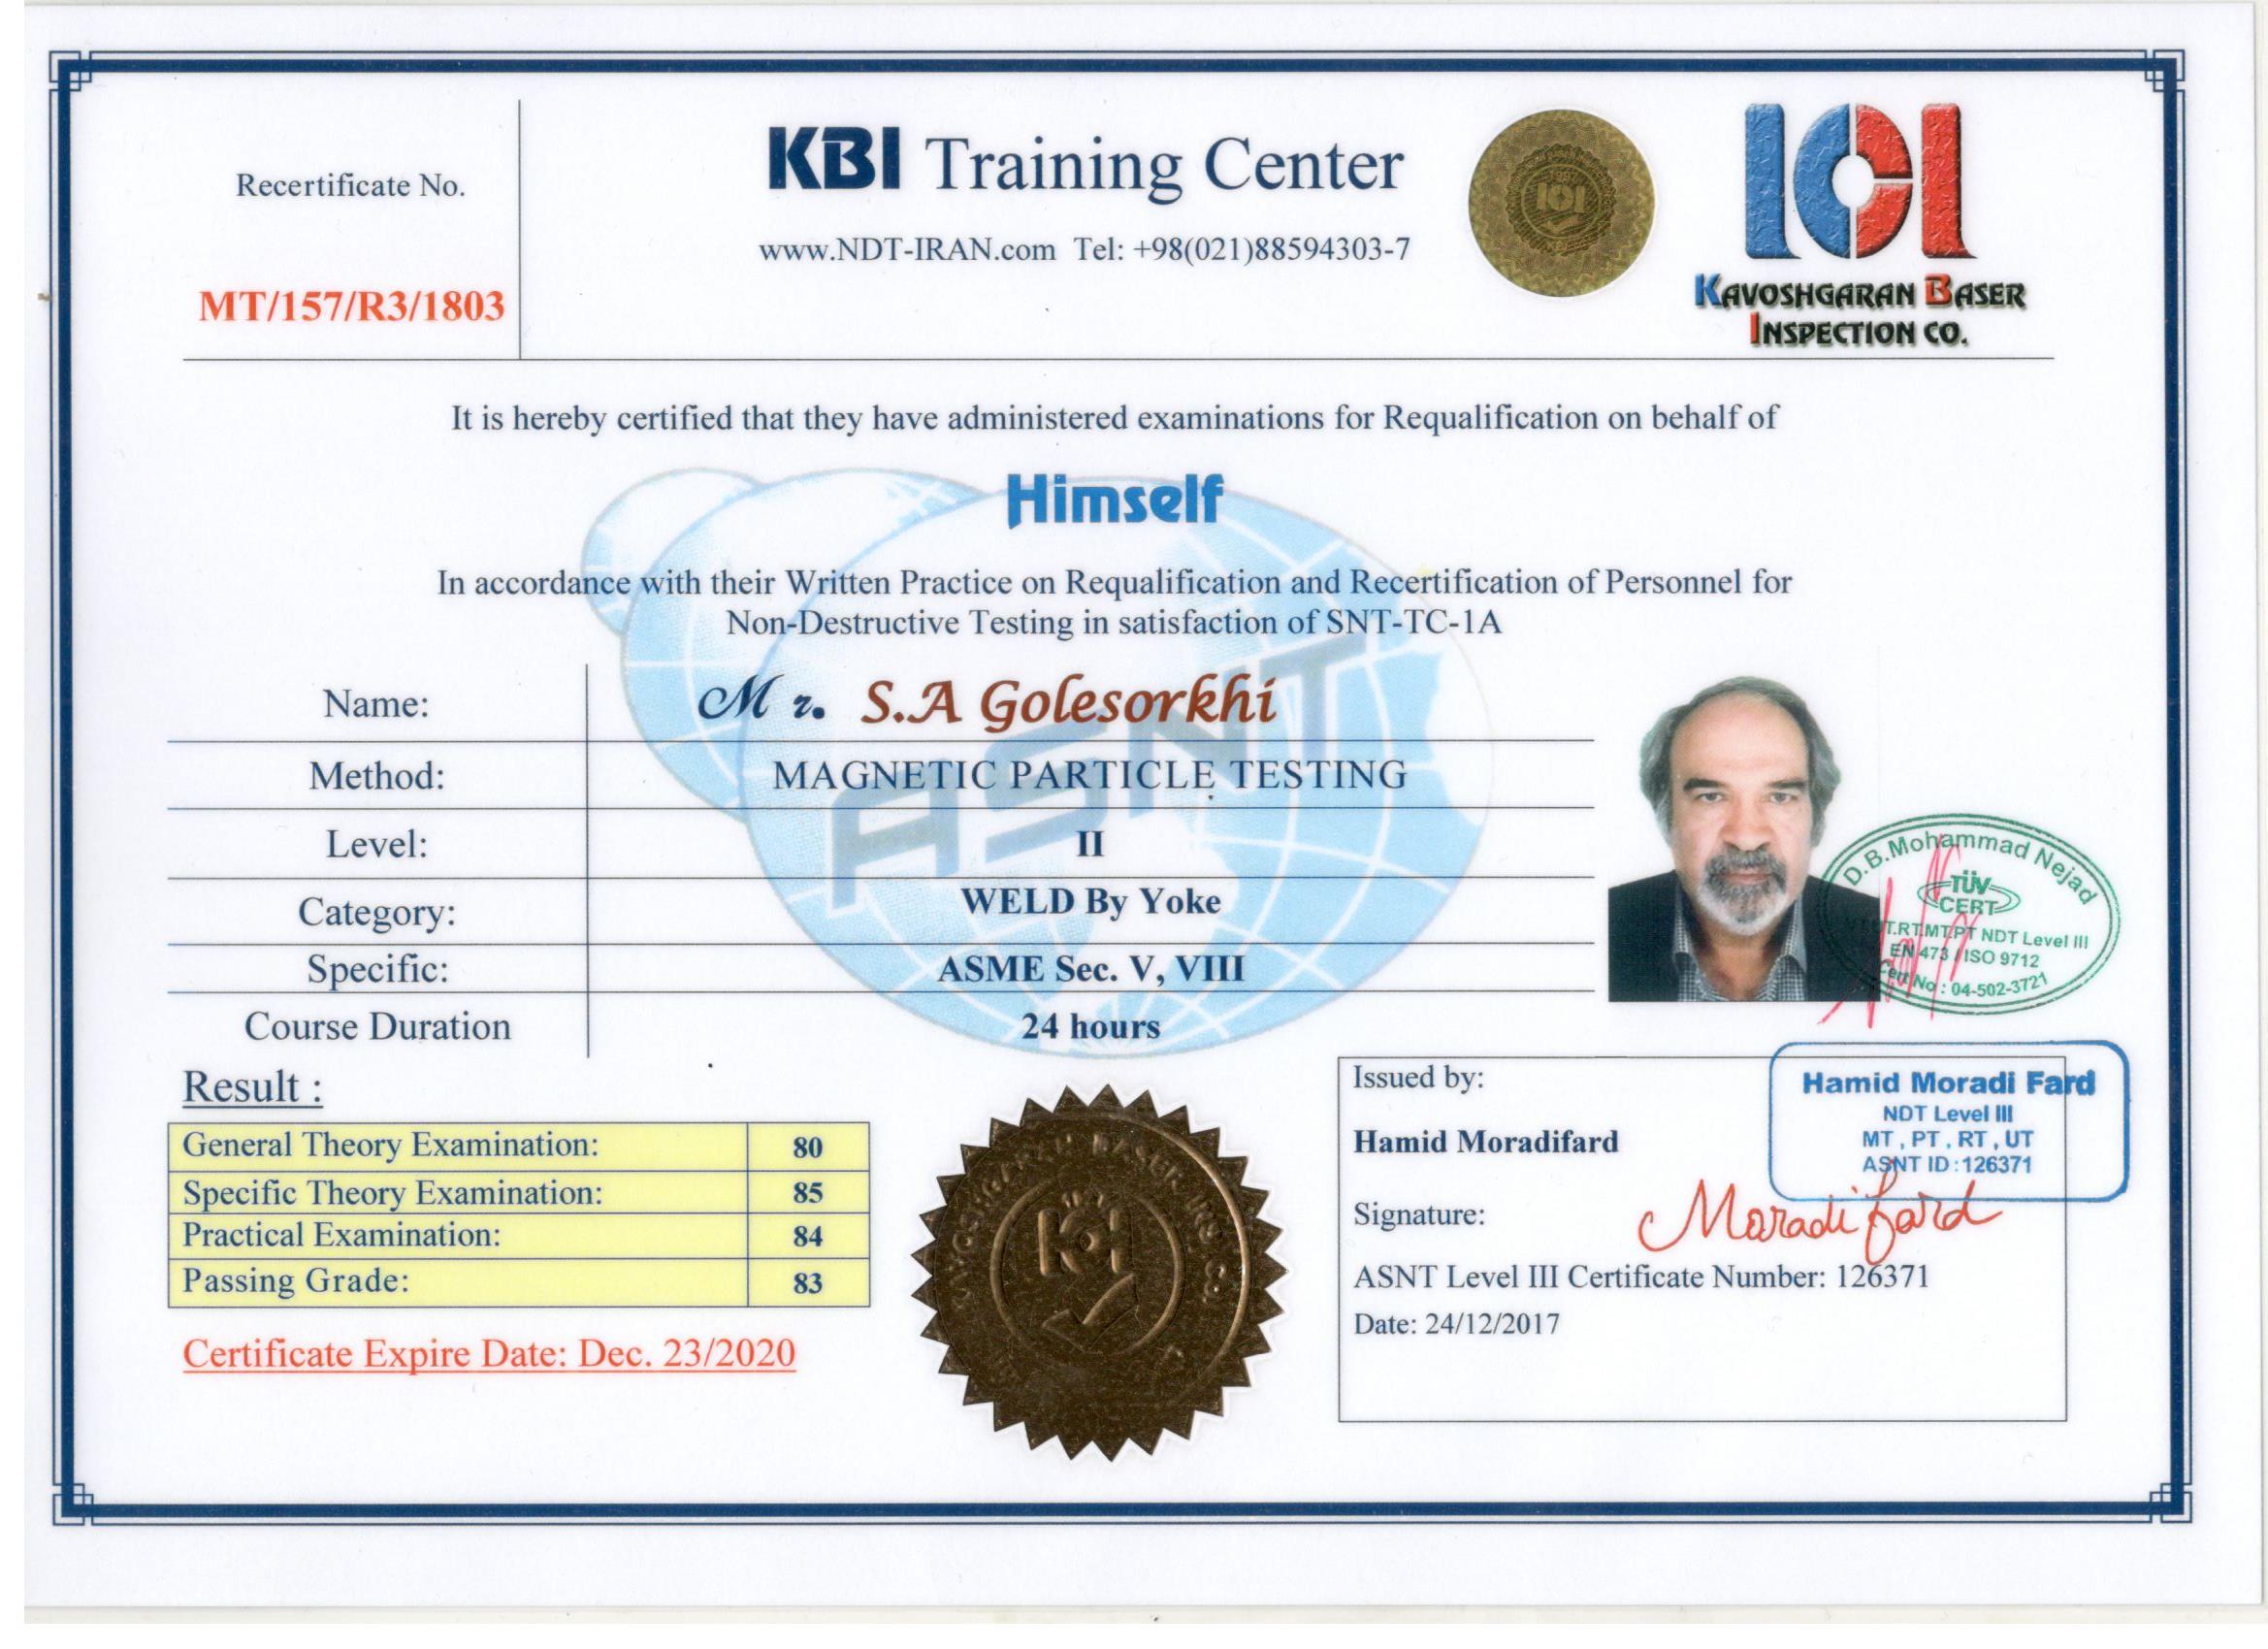 Recertificate No.
MT/157/R3/1803
KBI Training Center
www.NDT-IRAN.com Tel: +98(021)88594303-7
KAVOSHGARAN BASER
INSPECTION CO.
It is hereby certified that they have administered examinations for Requalification on behalf of
Himself
In accordance with their Written Practice on Requalification and Recertification of Personnel for
Non-Destructive Testing in satisfaction of SNT-TC-1A
ASNT
Name: Mr. S.A Golesorkhi
Method: MAGNETIC PARTICLE TESTING
Level: II
Category: WELD By Yoke
Specific: ASME Sec. V, VIII
Course Duration 24 hours
D.B.Mohammad Nejad
TÜV
CERT
T.RT.MT.PT NDT Level III
EN 473 / ISO 9712
Cert No : 04-502-3721
Result :
General Theory Examination: 80
Specific Theory Examination: 85
Practical Examination: 84
Passing Grade: 83
Certificate Expire Date: Dec. 23/2020
KAVOSHGARAN BASER INS. CO.
Issued by:
Hamid Moradifard
Hamid Moradi Fard
NDT Level III
MT , PT , RT , UT
ASNT ID :126371
Signature: Moradifard
ASNT Level III Certificate Number: 126371
Date: 24/12/2017